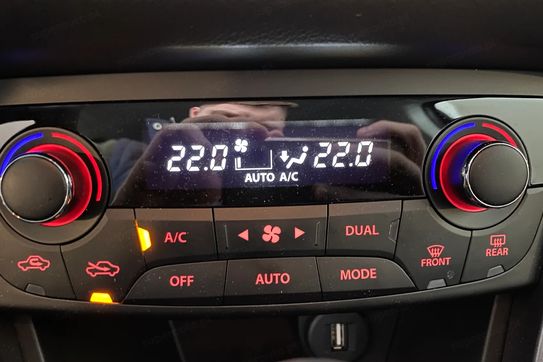 22.0 22.0
AUTO A/C
A/C DUAL
FRONT REAR
OFF AUTO MODE